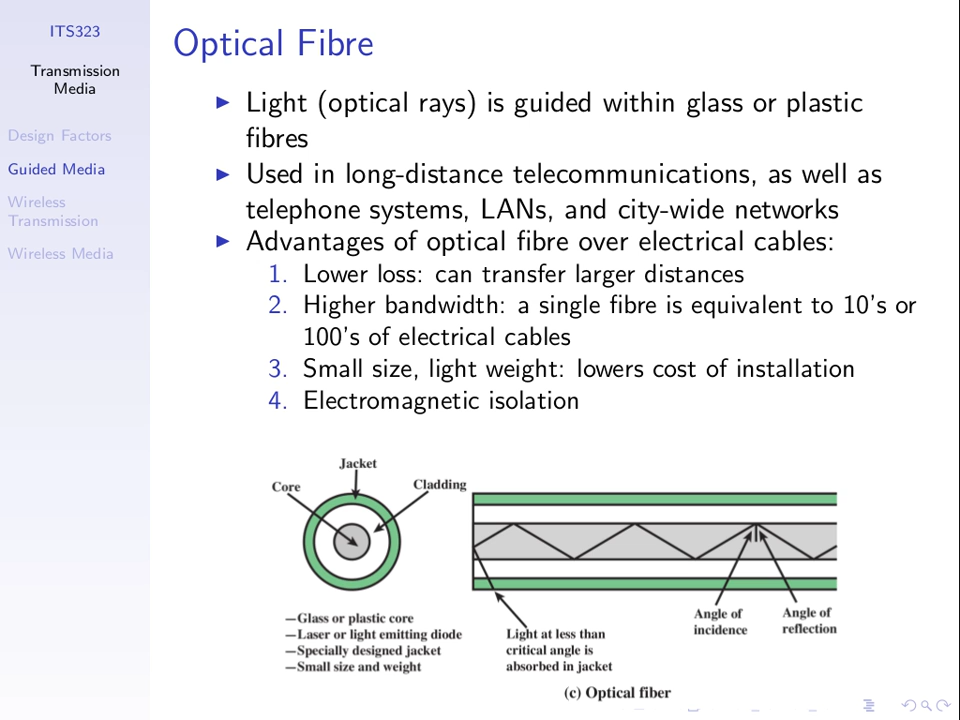 ITS323
Transmission
Media
Design Factors
Guided Media
Wireless
Transmission
Wireless Media
Optical Fibre
Light (optical rays) is guided within glass or plastic
fibres
Used in long-distance telecommunications, as well as
telephone systems, LANs, and city-wide networks
Advantages of optical fibre over electrical cables:
1. Lower loss: can transfer larger distances
2. Higher bandwidth: a single fibre is equivalent to 10's or
100's of electrical cables
3. Small size, light weight: lowers cost of installation
4. Electromagnetic isolation
Jacket
Core
Cladding
—Glass or plastic core
—Laser or light emitting diode
—Specially designed jacket
—Small size and weight
Light at less than
critical angle is
absorbed in jacket
Angle of
incidence
Angle of
reflection
(c) Optical fiber